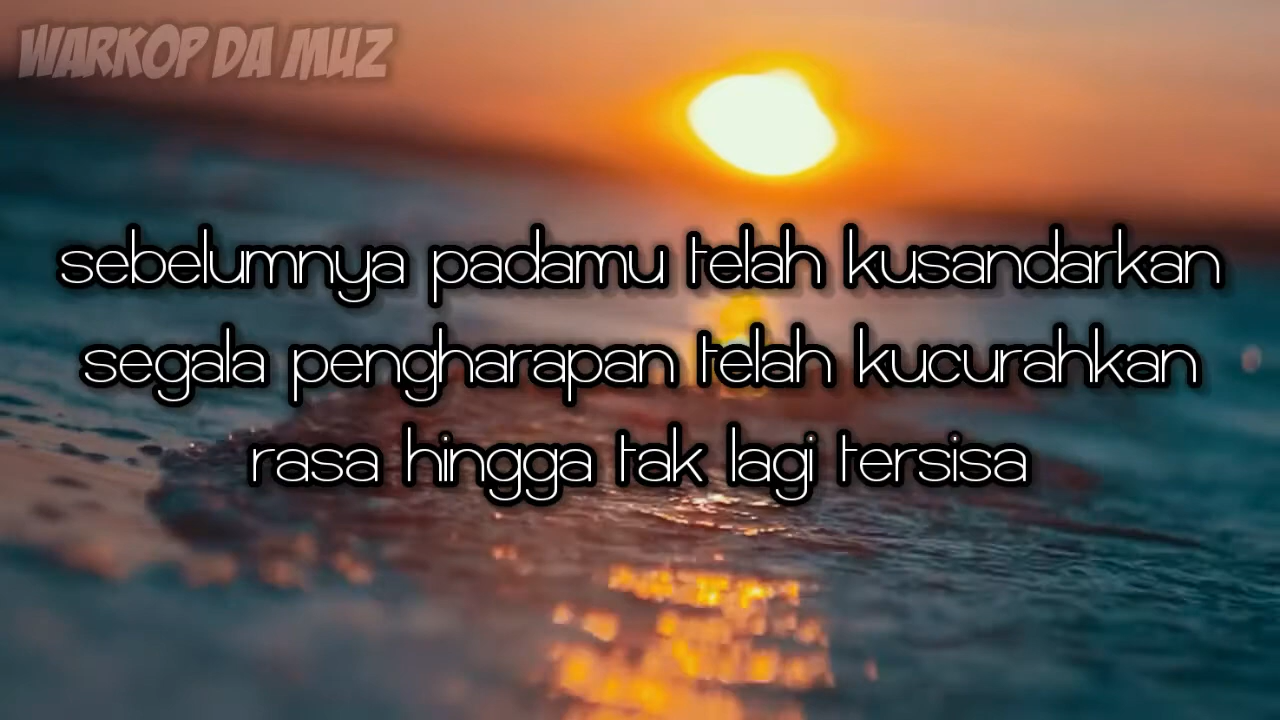 WARKOP DA MUZ
sebelumnya padamu telah kusandarkan
segala pengharapan telah kucurahkan
rasa hingga tak lagi tersisa